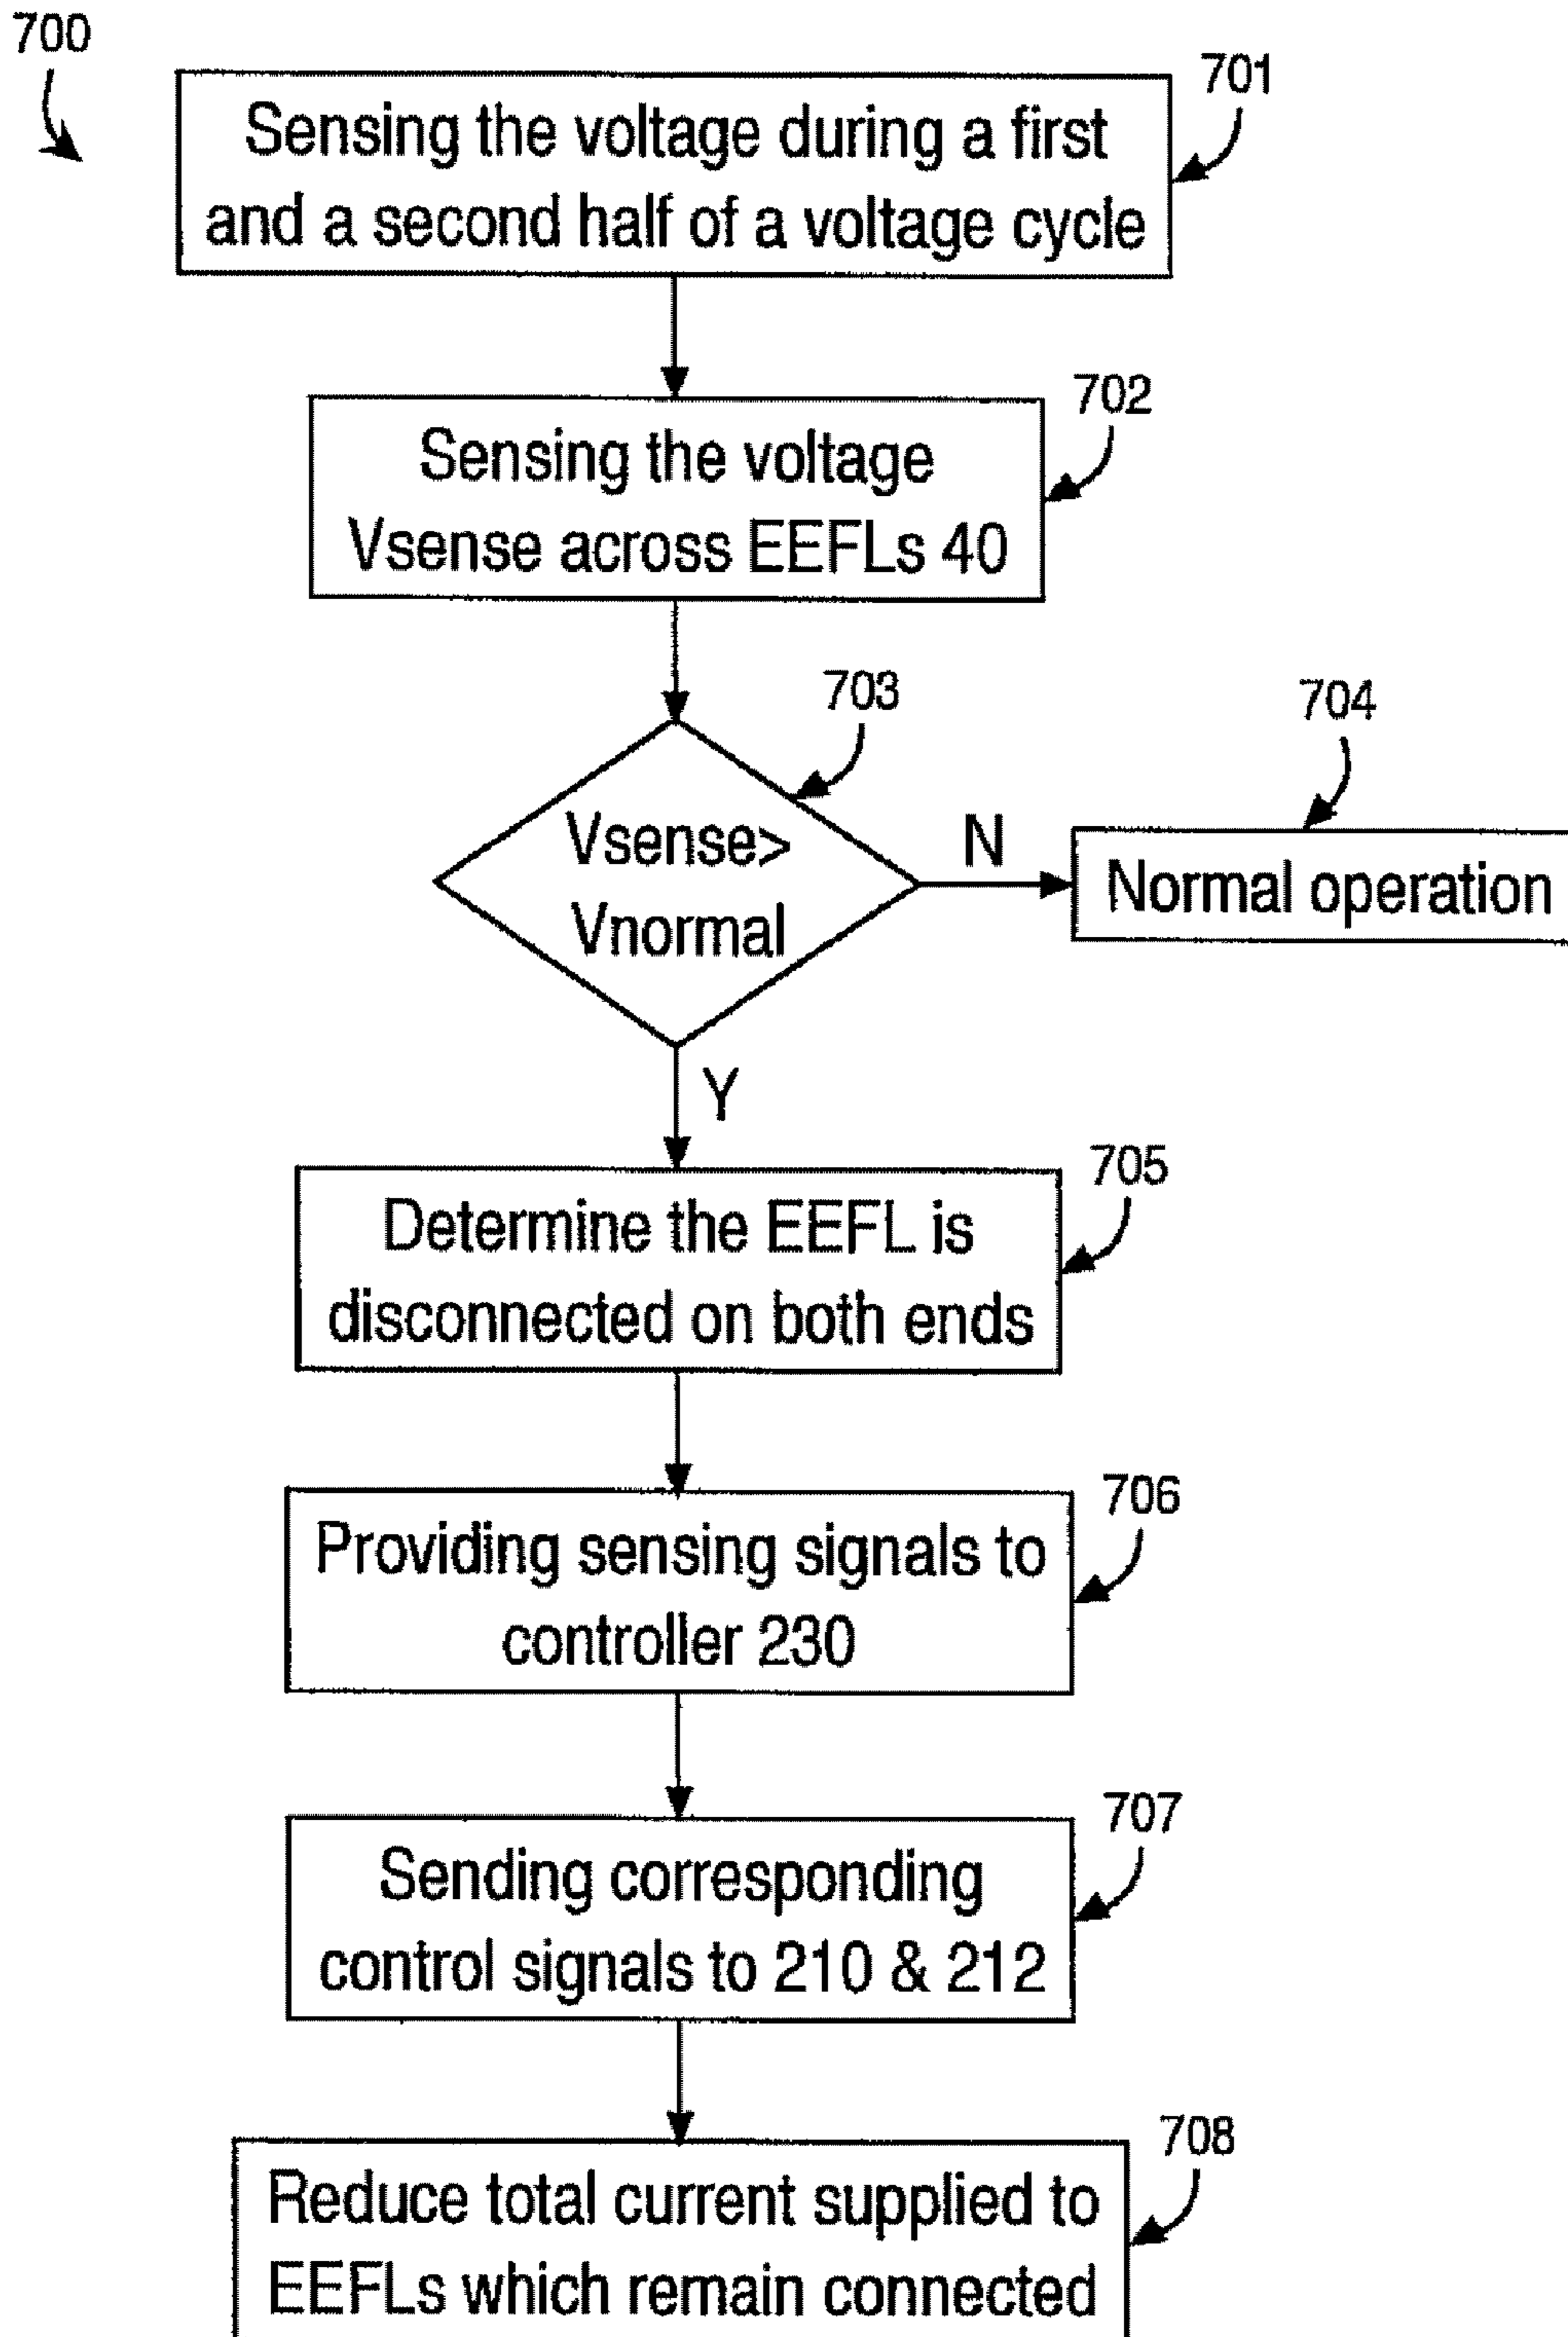 700
701
Sensing the voltage during a first
and a second half of a voltage cycle
702
Sensing the voltage
Vsense across EEFLs 40
703
Vsense>
Vnormal
N
704
Normal operation
Y
705
Determine the EEFL is
disconnected on both ends
706
Providing sensing signals to
controller 230
707
Sending corresponding
control signals to 210 & 212
708
Reduce total current supplied to
EEFLs which remain connected